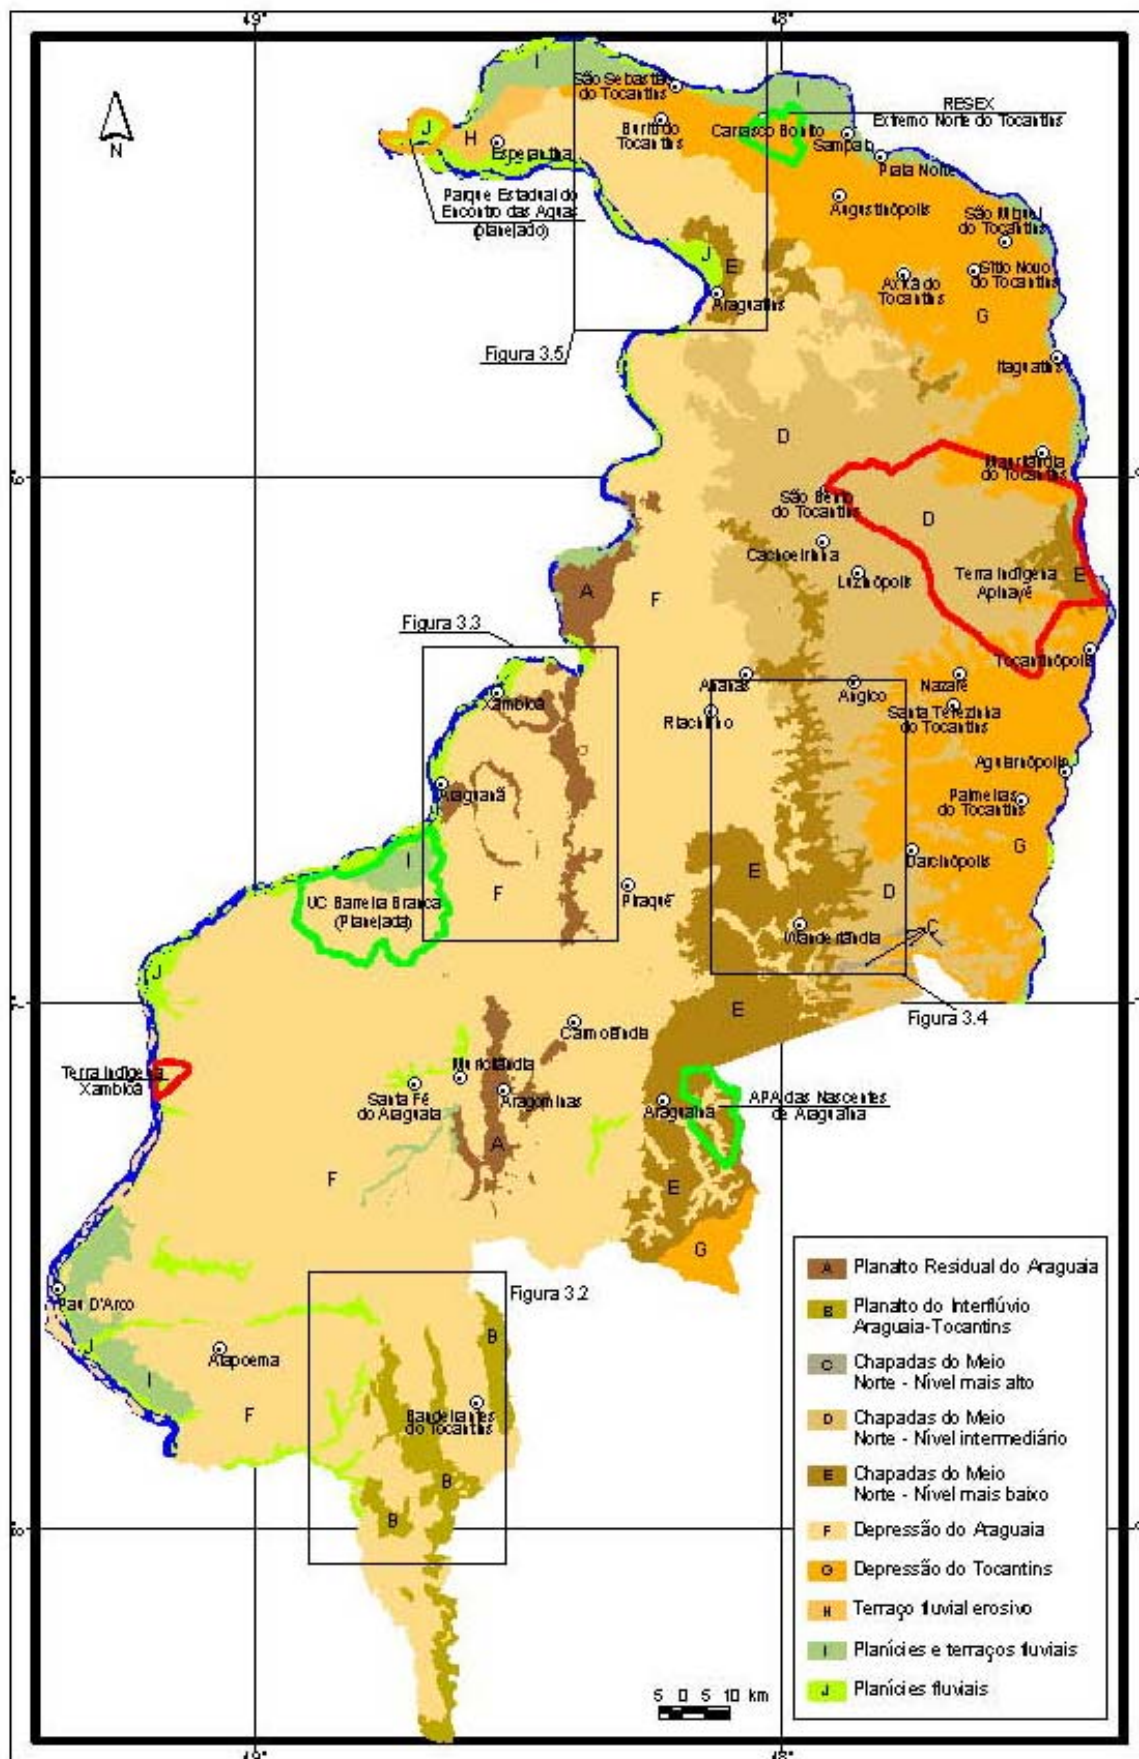 49°
48°
I
São Sebastião
do Tocantins
I
RESEX
Extremo Norte do Tocantins
J
H
Esperantina
Buriti do
Tocantins
Carrasco Bonito
Sampaio
Praia Norte
Parque Estadual do
Encontro das Águas
(planejado)
Augustinópolis
São Miguel
do Tocantins
J
E
Sítio Novo
do Tocantins
Axixá do
Tocantins
Araguatins
G
N
Figura 3.5
Itaguatins
D
Maurilândia
do Tocantins
São Bento
do Tocantins
D
Cachoeirinha
Luzinópolis
Terra Indígena
Apinayé
E
A
F
Figura 3.3
Tocantinópolis
Xambioá
Ananás
Angico
Nazaré
Riachinho
Santa Terezinha
do Tocantins
Aguiarnópolis
Araguanã
Palmeiras
do Tocantins
I
Darcinópolis
G
E
UC Barreira Branca
(Planejada)
F
Piraquê
D
Wanderlândia
C
J
E
Figura 3.4
Carmolândia
Terra Indígena
Xambioá
Muricilândia
Santa Fé
do Araguaia
Aragominas
Araguaína
APA das Nascentes
de Araguaína
A
F
E
G
Pau D'Arco
Figura 3.2
J
Arapoema
B
I
F
Bandeirantes
do Tocantins
B
B
A Planalto Residual do Araguaia
B Planalto do Interflúvio
Araguaia-Tocantins
C Chapadas do Meio
Norte - Nível mais alto
D Chapadas do Meio
Norte - Nível intermediário
E Chapadas do Meio
Norte - Nível mais baixo
F Depressão do Araguaia
G Depressão do Tocantins
H Terraço fluvial erosivo
I Planícies e terraços fluviais
J Planícies fluviais
5 0 5 10 km
49°
48°